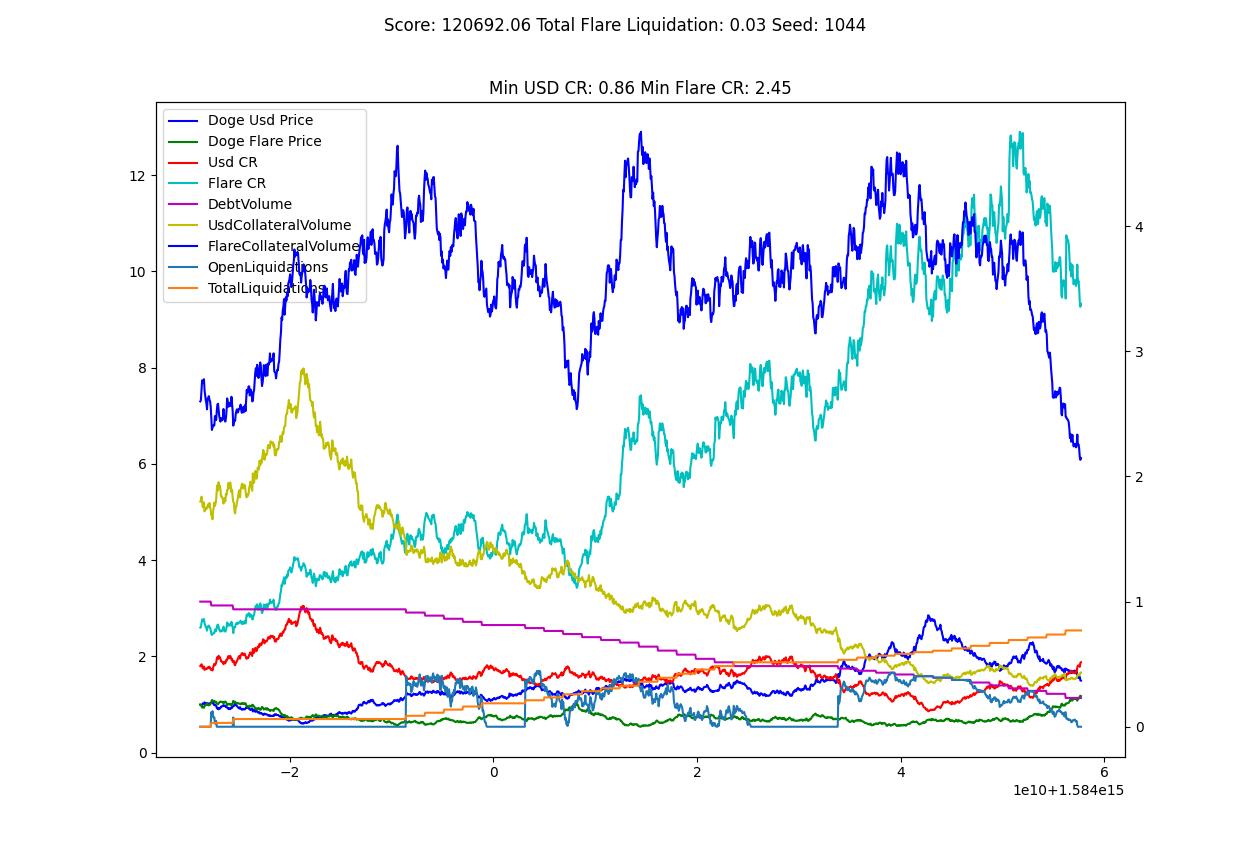 Score: 120692.06 Total Flare Liquidation: 0.03 Seed: 1044
Min USD CR: 0.86 Min Flare CR: 2.45
Doge Usd Price
Doge Flare Price
Usd CR
Flare CR
DebtVolume
UsdCollateralVolume
FlareCollateralVolume
OpenLiquidations
TotalLiquidations
12
10
8
6
4
2
0
4
3
2
1
0
−2
0
2
4
6
1e10+1.584e15